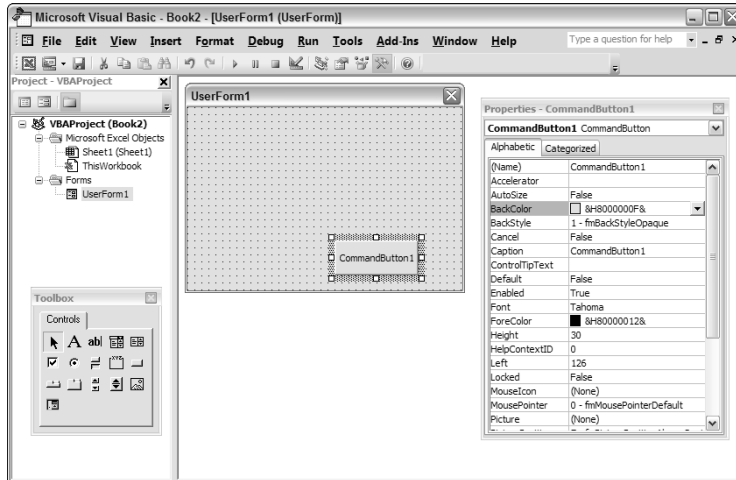 Microsoft Visual Basic - Book2 - [UserForm1 (UserForm)]
File Edit View Insert Format Debug Run Tools Add-Ins Window Help Type a question for help
Project - VBAProject
VBAProject (Book2)
Microsoft Excel Objects
Sheet1 (Sheet1)
ThisWorkbook
Forms
UserForm1
Toolbox
Controls
A abl
UserForm1
CommandButton1
Properties - CommandButton1
CommandButton1 CommandButton
Alphabetic Categorized
(Name) CommandButton1
Accelerator
AutoSize False
BackColor &H8000000F&
BackStyle 1 - fmBackStyleOpaque
Cancel False
Caption CommandButton1
ControlTipText
Default False
Enabled True
Font Tahoma
ForeColor &H80000012&
Height 30
HelpContextID 0
Left 126
Locked False
MouseIcon (None)
MousePointer 0 - fmMousePointerDefault
Picture (None)